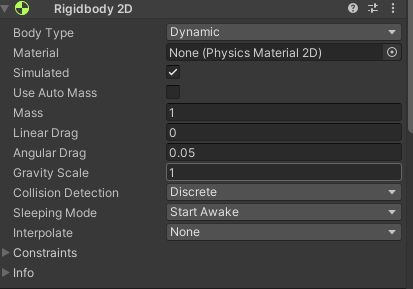 Rigidbody 2D
Body Type Dynamic
Material None (Physics Material 2D)
Simulated
Use Auto Mass
Mass 1
Linear Drag 0
Angular Drag 0.05
Gravity Scale 1
Collision Detection Discrete
Sleeping Mode Start Awake
Interpolate None
Constraints
Info